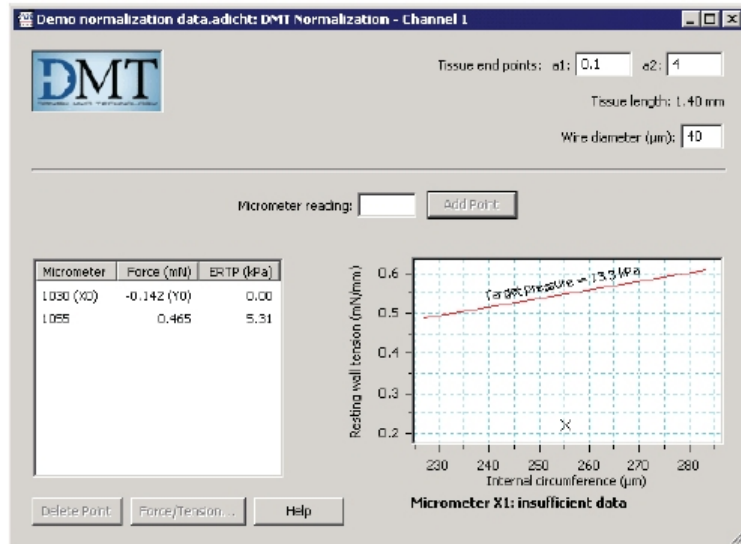 Demo normalization data.adicht: DMT Normalization - Channel 1
DMT
Tissue end points: a1: 0.1 a2: 4
Tissue length: 1.40 mm
Wire diameter (µm): 40
Micrometer reading: Add Point
Micrometer Force (mN) ERTP (kPa)
1030 (X0) -0.142 (Y0) 0.00
1055 0.465 5.31
Resting wall tension (mN/mm)
0.6
0.5
0.4
0.3
0.2
Target pressure = 13.3 kPa
230 240 250 260 270 280
Internal circumference (µm)
Micrometer X1: insufficient data
Delete Point Force/Tension... Help